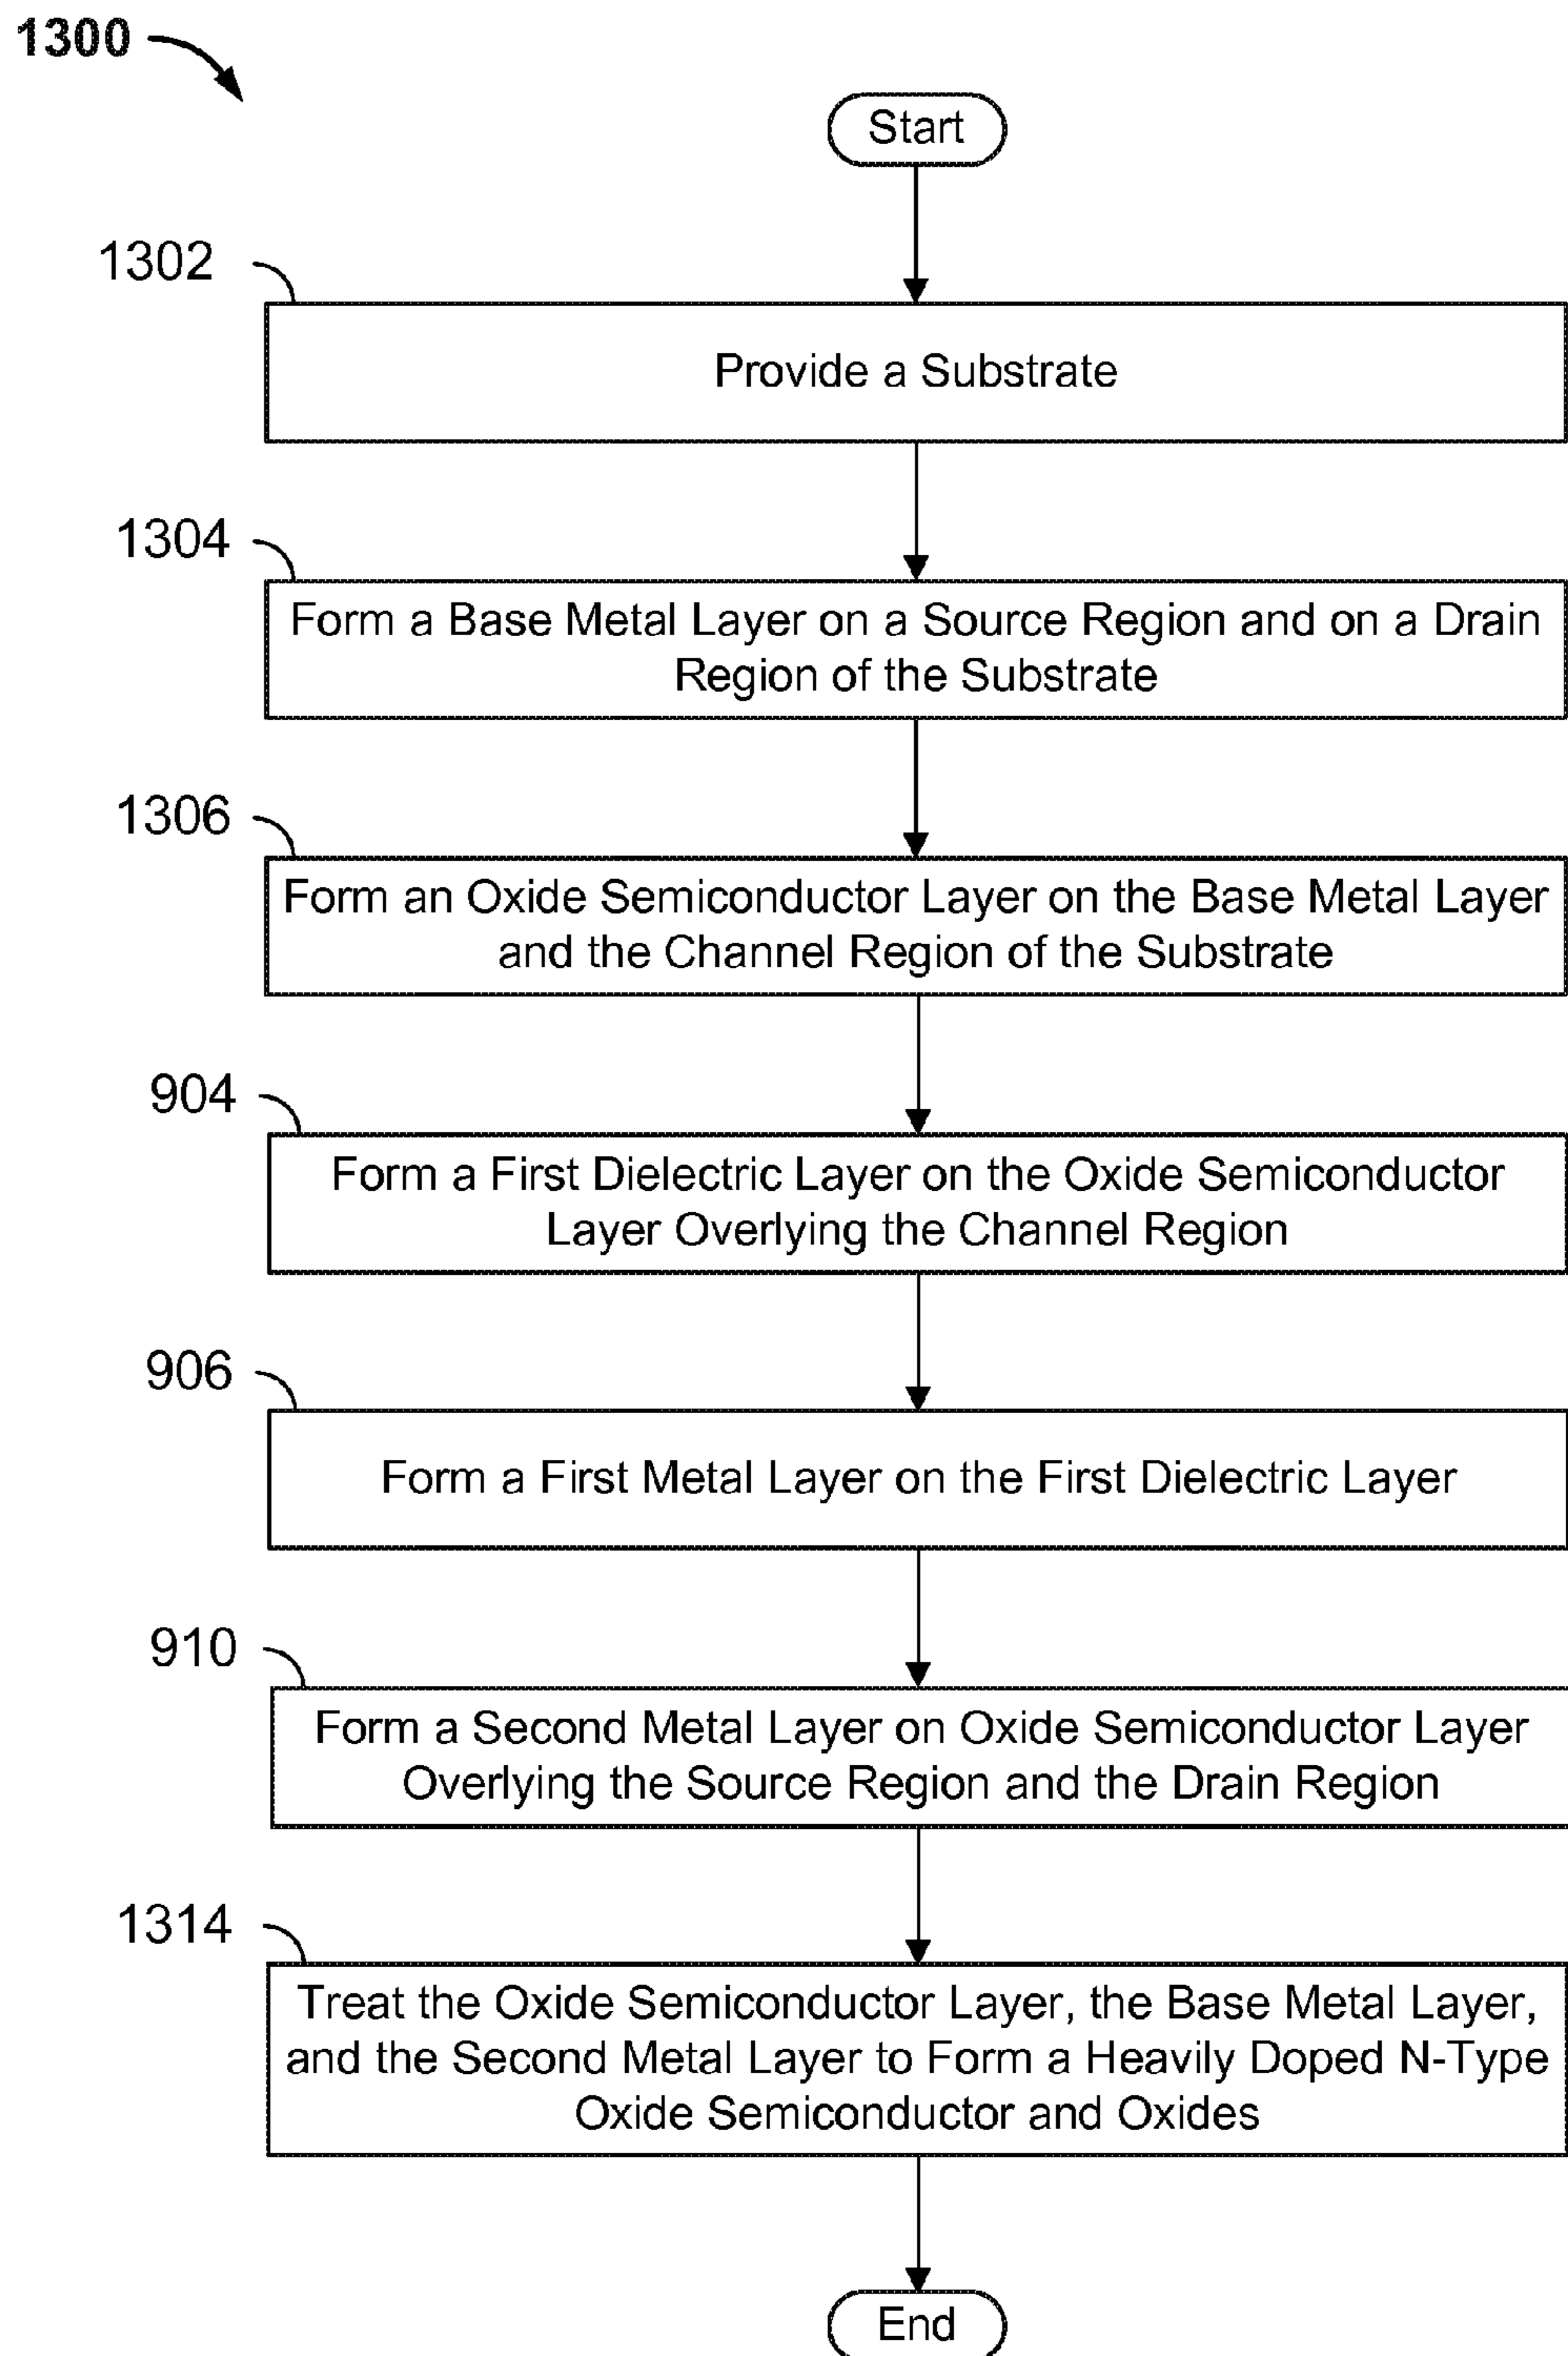 1300
Start
1302
Provide a Substrate
1304
Form a Base Metal Layer on a Source Region and on a Drain
Region of the Substrate
1306
Form an Oxide Semiconductor Layer on the Base Metal Layer
and the Channel Region of the Substrate
904
Form a First Dielectric Layer on the Oxide Semiconductor
Layer Overlying the Channel Region
906
Form a First Metal Layer on the First Dielectric Layer
910
Form a Second Metal Layer on Oxide Semiconductor Layer
Overlying the Source Region and the Drain Region
1314
Treat the Oxide Semiconductor Layer, the Base Metal Layer,
and the Second Metal Layer to Form a Heavily Doped N-Type
Oxide Semiconductor and Oxides
End